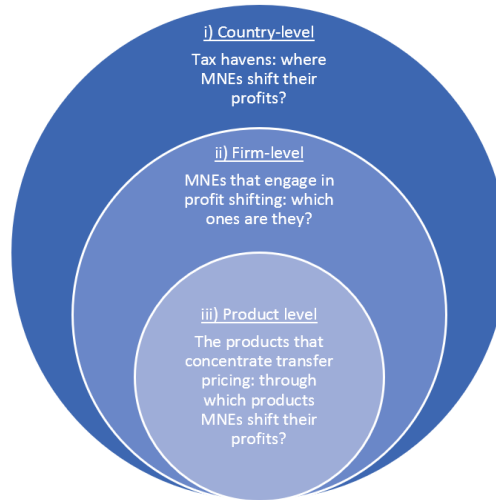 i) Country-level
Tax havens: where
MNEs shift their
profits?
ii) Firm-level
MNEs that engage in
profit shifting: which
ones are they?
iii) Product level
The products that
concentrate transfer
pricing: through
which products
MNEs shift their
profits?